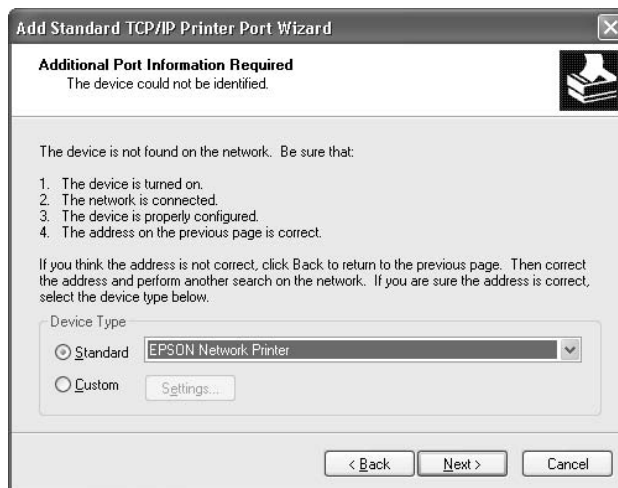 Add Standard TCP/IP Printer Port Wizard
Additional Port Information Required
The device could not be identified.
The device is not found on the network. Be sure that:
1. The device is turned on.
2. The network is connected.
3. The device is properly configured.
4. The address on the previous page is correct.
If you think the address is not correct, click Back to return to the previous page. Then correct
the address and perform another search on the network. If you are sure the address is correct,
select the device type below.
Device Type
Standard EPSON Network Printer
Custom Settings...
< Back Next > Cancel